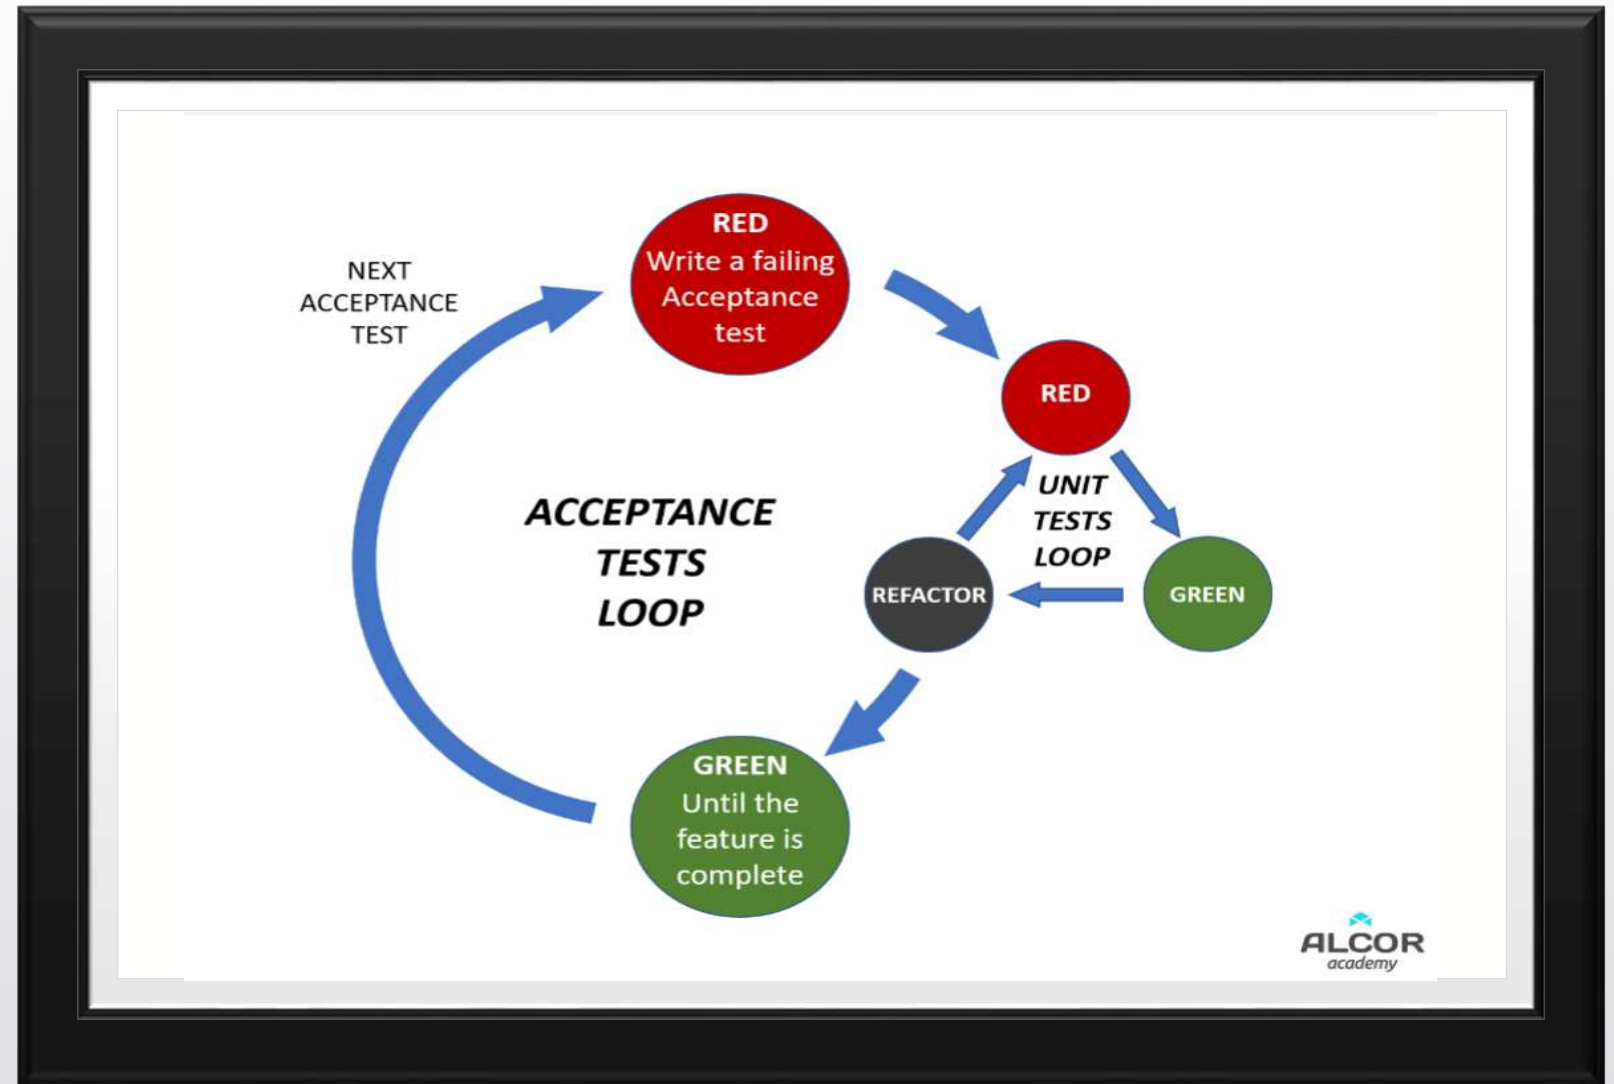 RED
Write a failing
Acceptance
test
NEXT
ACCEPTANCE
TEST
RED
UNIT
TESTS
LOOP
ACCEPTANCE
TESTS
LOOP
REFACTOR
GREEN
GREEN
Until the
feature is
complete
ALCOR
academy